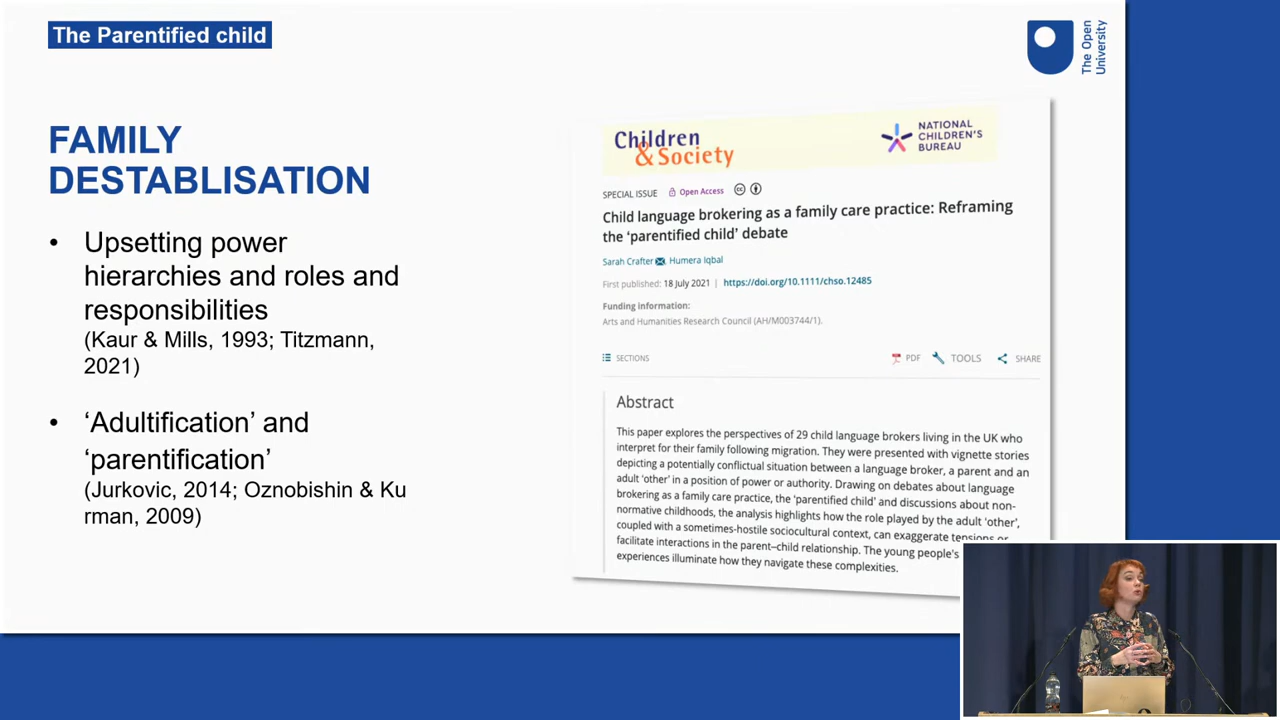 The Parentified child
The Open
University
FAMILY
DESTABLISATION
• Upsetting power
hierarchies and roles and
responsibilities
(Kaur & Mills, 1993; Titzmann,
2021)
• ‘Adultification’ and
‘parentification’
(Jurkovic, 2014; Oznobishin & Ku
rman, 2009)
Children
& Society
NATIONAL
CHILDREN'S
BUREAU
SPECIAL ISSUE Open Access
Child language brokering as a family care practice: Reframing
the ‘parentified child’ debate
Sarah Crafter, Humera Iqbal
First published: 18 July 2021 | https://doi.org/10.1111/chso.12485
Funding information:
Arts and Humanities Research Council (AH/M003744/1).
SECTIONS PDF TOOLS SHARE
Abstract
This paper explores the perspectives of 29 child language brokers living in the UK who
interpret for their family following migration. They were presented with vignette stories
depicting a potentially conflictual situation between a language broker, a parent and an
adult ‘other’ in a position of power or authority. Drawing on debates about language
brokering as a family care practice, the ‘parentified child’ and discussions about non-
normative childhoods, the analysis highlights how the role played by the adult ‘other’,
coupled with a sometimes-hostile sociocultural context, can exaggerate tensions or
facilitate interactions in the parent–child relationship. The young people's
experiences illuminate how they navigate these complexities.